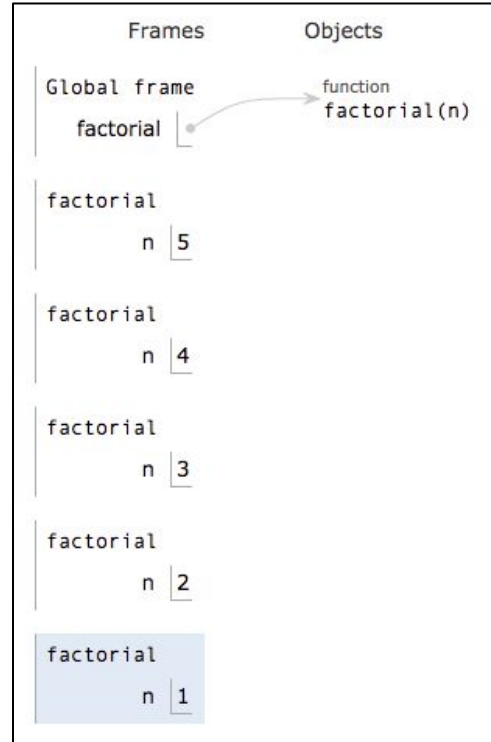 Frames Objects
Global frame
function
factorial
factorial(n)
factorial
n 5
factorial
n 4
factorial
n 3
factorial
n 2
factorial
n 1